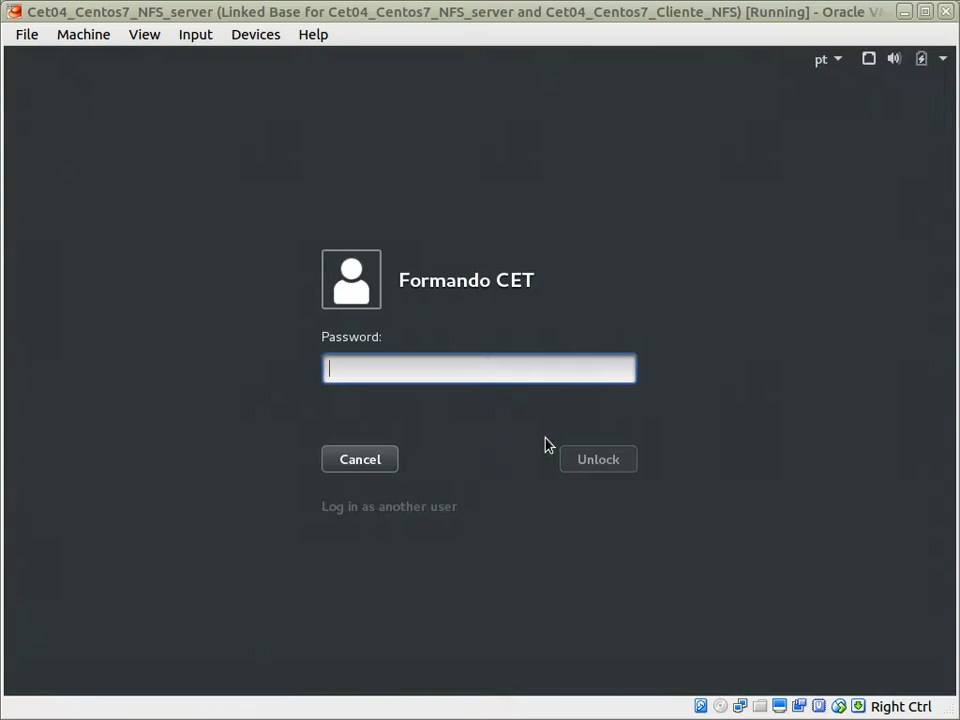 Cet04_Centos7_NFS_server (Linked Base for Cet04_Centos7_NFS_server and Cet04_Centos7_Cliente_NFS) [Running] - Oracle
File Machine View Input Devices Help
pt
Formando CET
Password:
Cancel
Unlock
Log in as another user
Right Ctrl